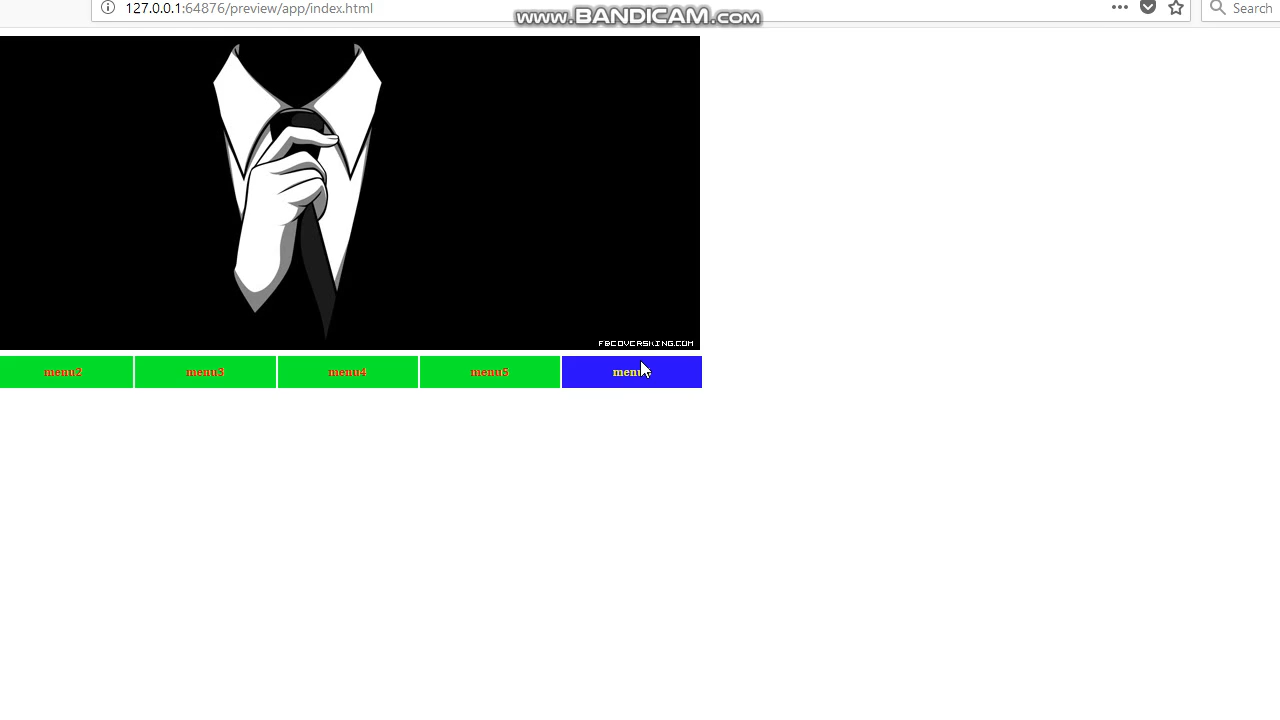 127.0.0.1:64876/preview/app/index.html
www.BANDICAM.com
Search
FBCOVERSKING.COM
menu2 menu3 menu4 menu5